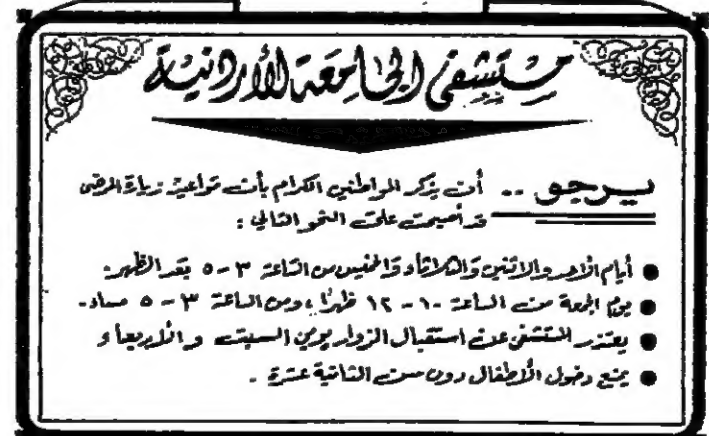 مستشفى الجامعة الأردنية
يرجو .. أن يذكر المواطنين الكرام بأن مواعيد زيارة المرضى
قد أصبحت على النحو التالي :
● أيام الأحد والاثنين والثلاثاء والخميس من الساعة ٣ - ٥ بعد الظهر.
● يوم الجمعة من الساعة ١٠ - ١٢ ظهرًا ، ومن الساعة ٣ - ٥ مساء.
● يعتذر المستشفى عن استقبال الزوار يومي السبت والأربعاء
● يمنع دخول الأطفال دون سن الثانية عشرة .